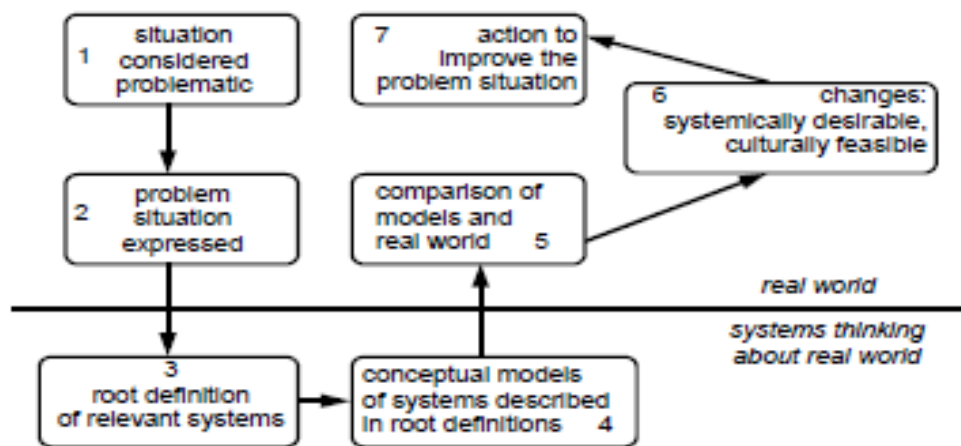 1
situation
considered
problematic
2
problem
situation
expressed
3
root definition
of relevant systems
conceptual models
of systems described
in root definitions 4
comparison of
models and
real world 5
6 changes:
systemically desirable,
culturally feasible
7 action to
improve the
problem situation
real world
systems thinking
about real world